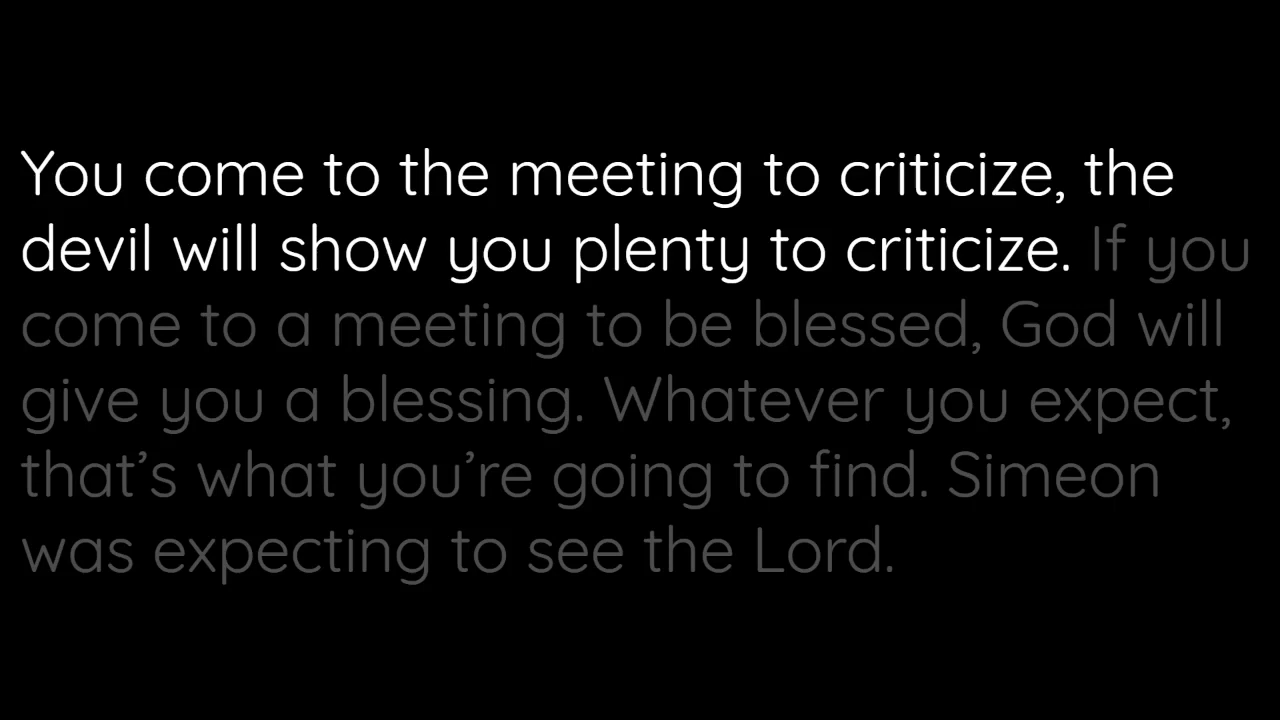 You come to the meeting to criticize, the
devil will show you plenty to criticize. If you
come to a meeting to be blessed, God will
give you a blessing. Whatever you expect,
that’s what you’re going to find. Simeon
was expecting to see the Lord.